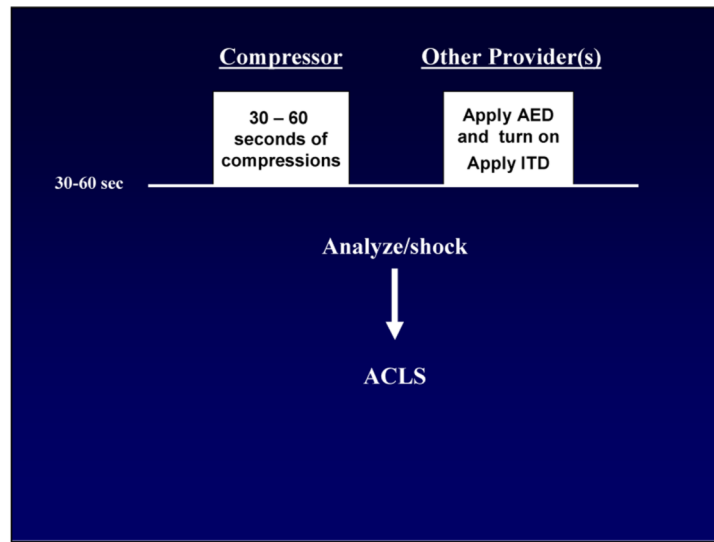 Compressor
Other Provider(s)
30 – 60
seconds of
compressions
Apply AED
and turn on
Apply ITD
30-60 sec
Analyze/shock
ACLS